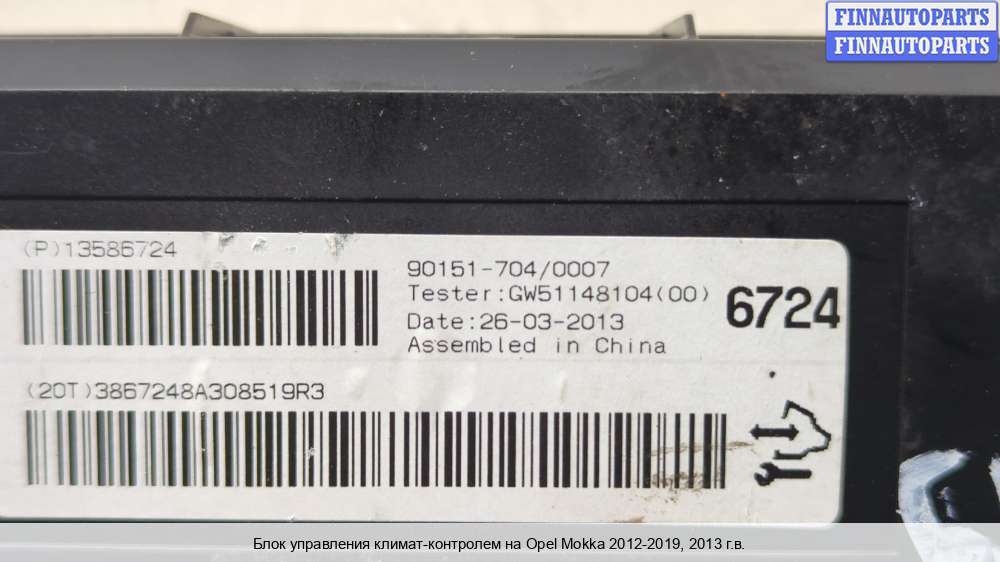 FINNAUTOPARTS
FINNAUTOPARTS
(P)13586724
90151-704/0007
Tester:GW51148104(00)
Date:26-03-2013
Assembled in China
6724
(20T)3867248A308519R3
Блок управления климат-контролем на Opel Mokka 2012-2019, 2013 г.в.